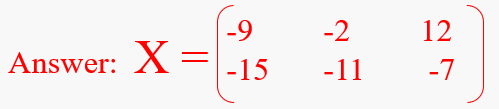 Answer: X = (-9 -2 12
-15 -11 -7)